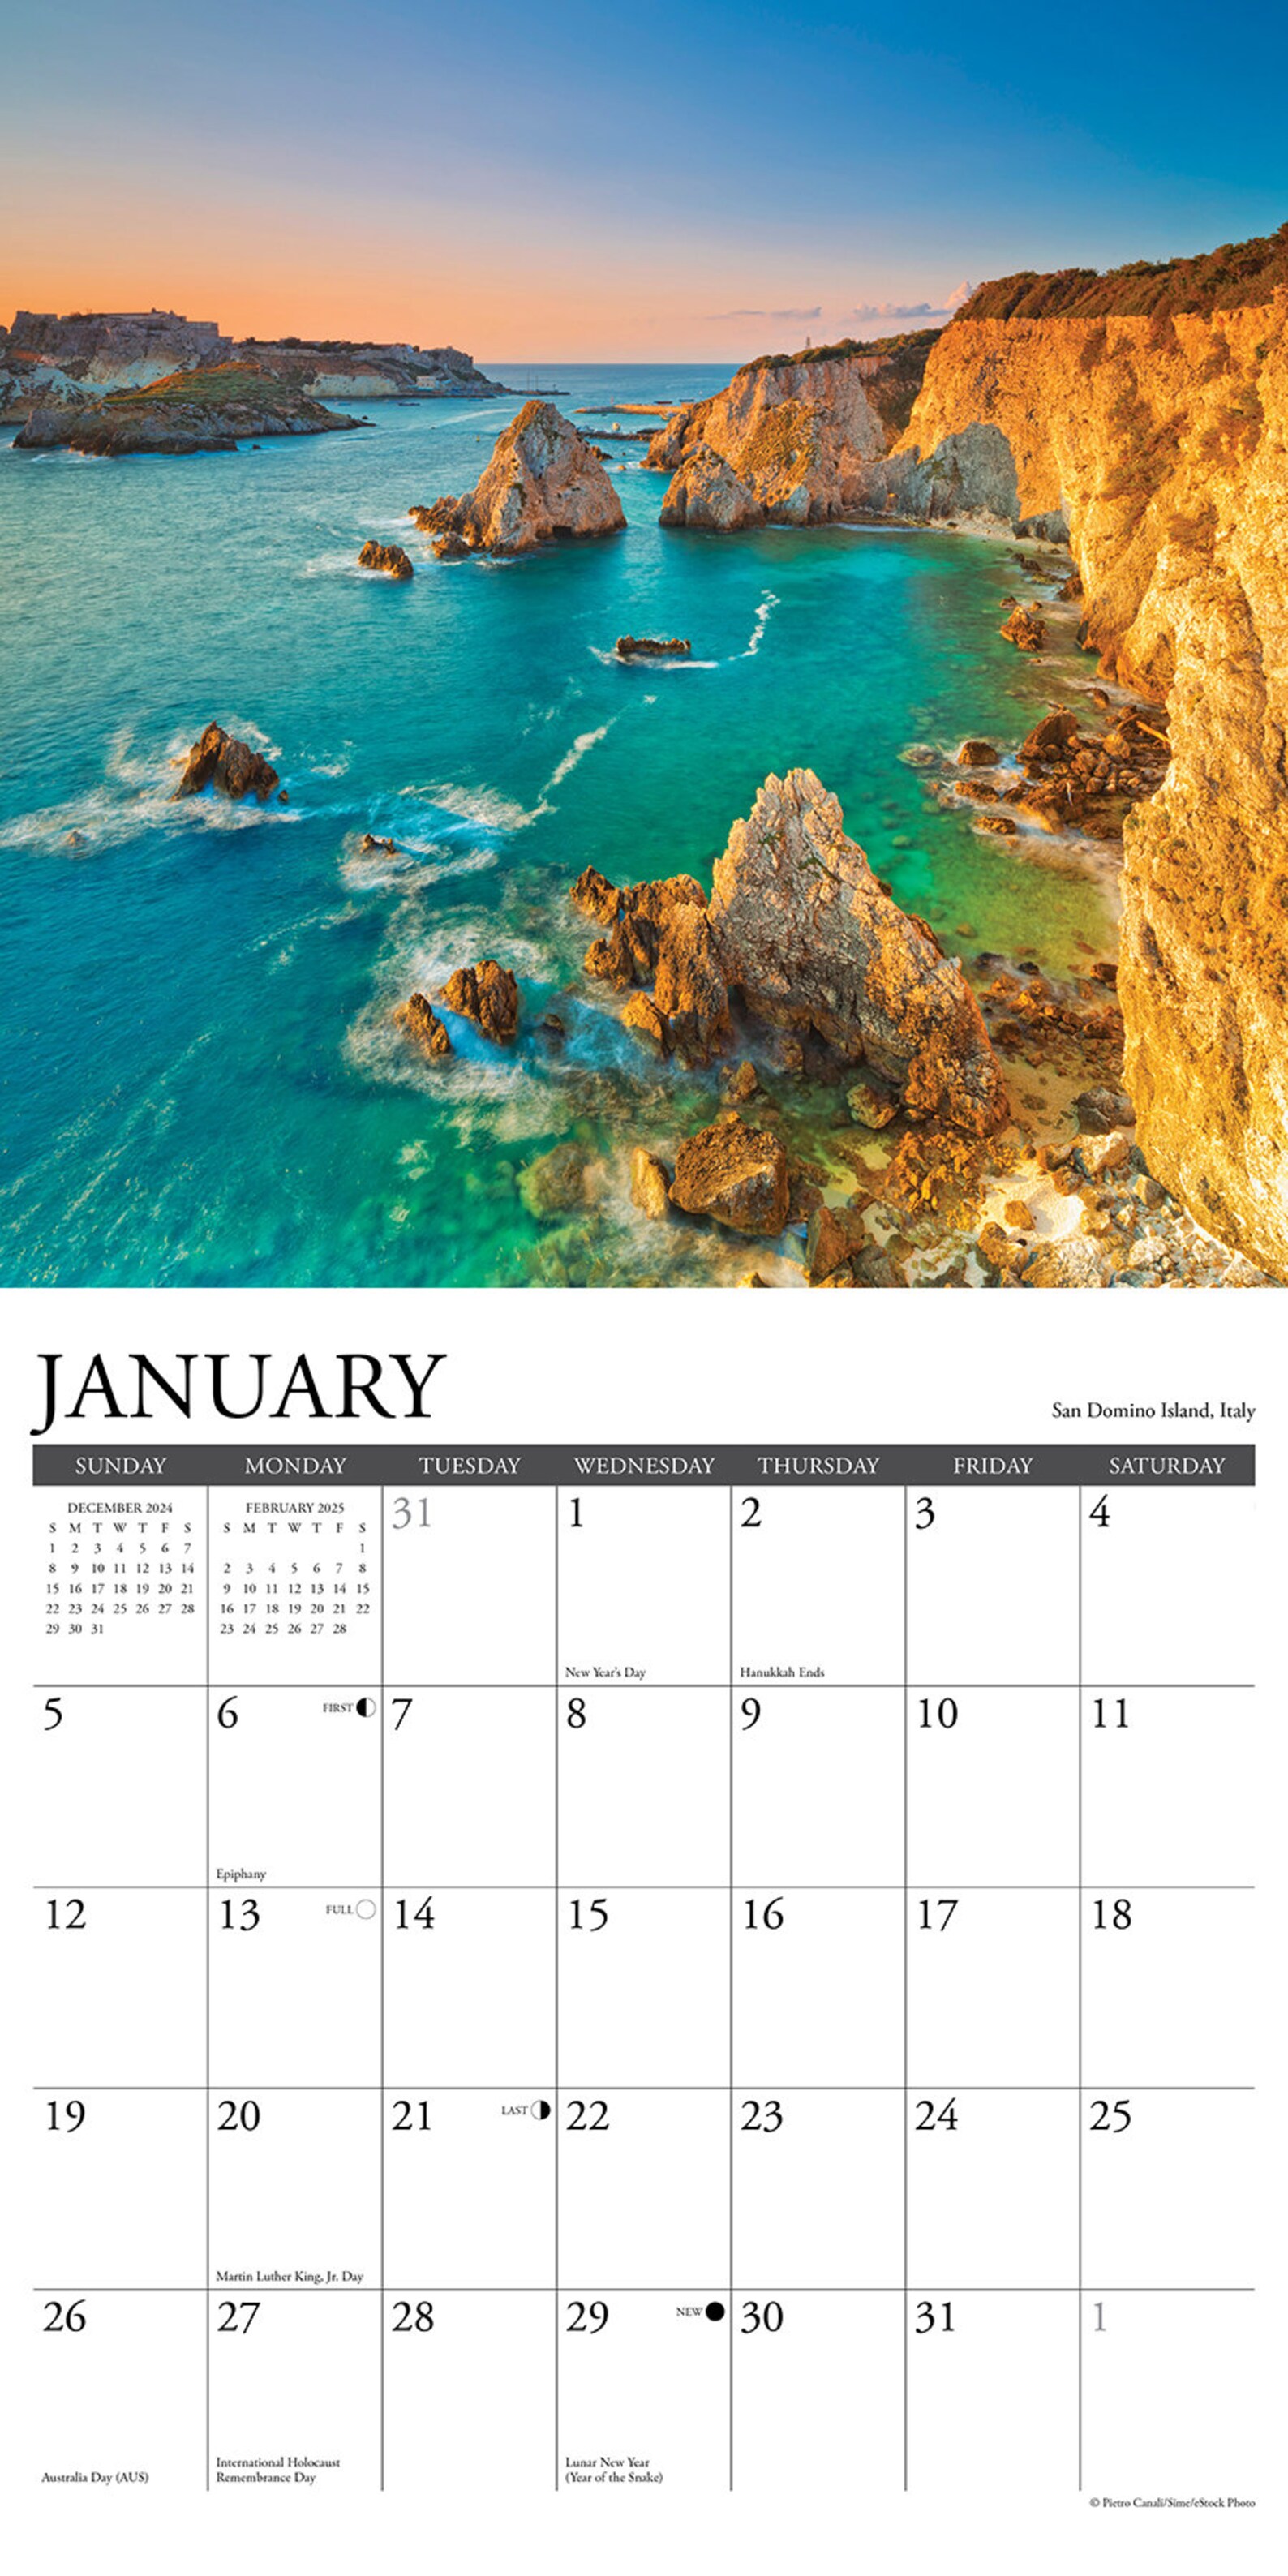 JANUARY
San Domino Island, Italy
SUNDAY MONDAY TUESDAY WEDNESDAY THURSDAY FRIDAY SATURDAY
DECEMBER 2024
S M T W T F S
1 2 3 4 5 6 7
8 9 10 11 12 13 14
15 16 17 18 19 20 21
22 23 24 25 26 27 28
29 30 31
FEBRUARY 2025
S M T W T F S
1
2 3 4 5 6 7 8
9 10 11 12 13 14 15
16 17 18 19 20 21 22
23 24 25 26 27 28
31 1 2 3 4
New Year's Day Hanukkah Ends
5 6 FIRST 7 8 9 10 11
Epiphany
12 13 FULL 14 15 16 17 18
19 20 21 LAST 22 23 24 25
Martin Luther King, Jr. Day
26 27 28 29 NEW 30 31 1
Australia Day (AUS)
International Holocaust
Remembrance Day
Lunar New Year
(Year of the Snake)
© Pietro Canali/Sime/eStock Photo